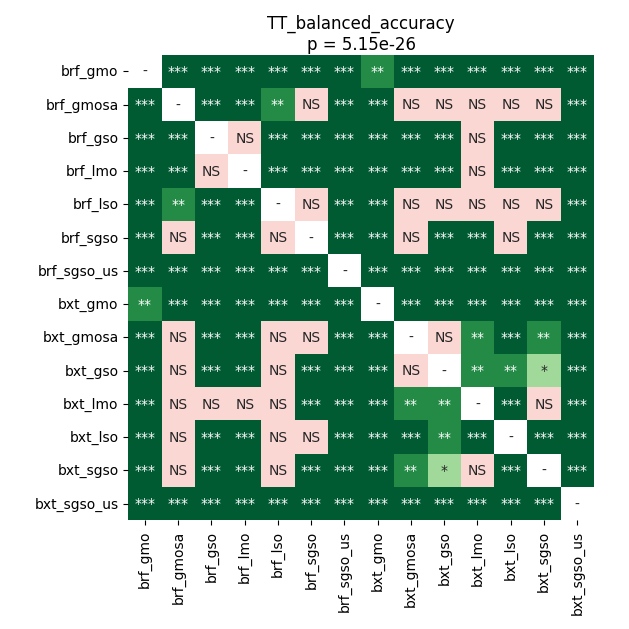 TT_balanced_accuracy
p = 5.15e-26
brf_gmo - *** *** *** *** *** *** ** *** *** *** *** *** ***
brf_gmosa *** - *** *** ** NS *** *** NS NS NS NS NS ***
brf_gso *** *** - NS *** *** *** *** *** *** NS *** *** ***
brf_lmo *** *** NS - *** *** *** *** *** *** NS *** *** ***
brf_lso *** ** *** *** - NS *** *** NS NS NS NS NS ***
brf_sgso *** NS *** *** NS - *** *** NS *** *** NS *** ***
brf_sgso_us *** *** *** *** *** *** - *** *** *** *** *** *** ***
bxt_gmo ** *** *** *** *** *** *** - *** *** *** *** *** ***
bxt_gmosa *** NS *** *** NS NS *** *** - NS ** *** ** ***
bxt_gso *** NS *** *** NS *** *** *** NS - ** ** * ***
bxt_lmo *** NS NS NS NS *** *** *** ** ** - *** NS ***
bxt_lso *** NS *** *** NS NS *** *** *** ** *** - *** ***
bxt_sgso *** NS *** *** NS *** *** *** ** * NS *** - ***
bxt_sgso_us *** *** *** *** *** *** *** *** *** *** *** *** *** -
brf_gmo brf_gmosa brf_gso brf_lmo brf_lso brf_sgso brf_sgso_us bxt_gmo bxt_gmosa bxt_gso bxt_lmo bxt_lso bxt_sgso bxt_sgso_us